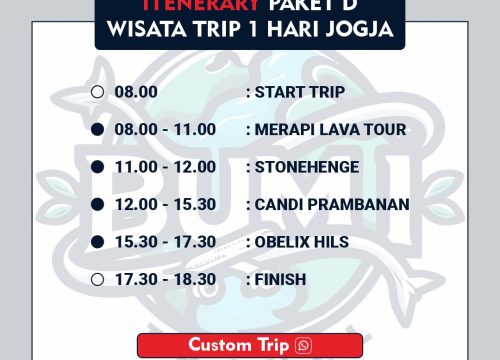 ITENERARY PAKET D
WISATA TRIP 1 HARI JOGJA
08.00 : START TRIP
08.00 - 11.00 : MERAPI LAVA TOUR
11.00 - 12.00 : STONEHENGE
12.00 - 15.30 : CANDI PRAMBANAN
15.30 - 17.30 : OBELIX HILS
17.30 - 18.30 : FINISH
BUMI
Custom Trip